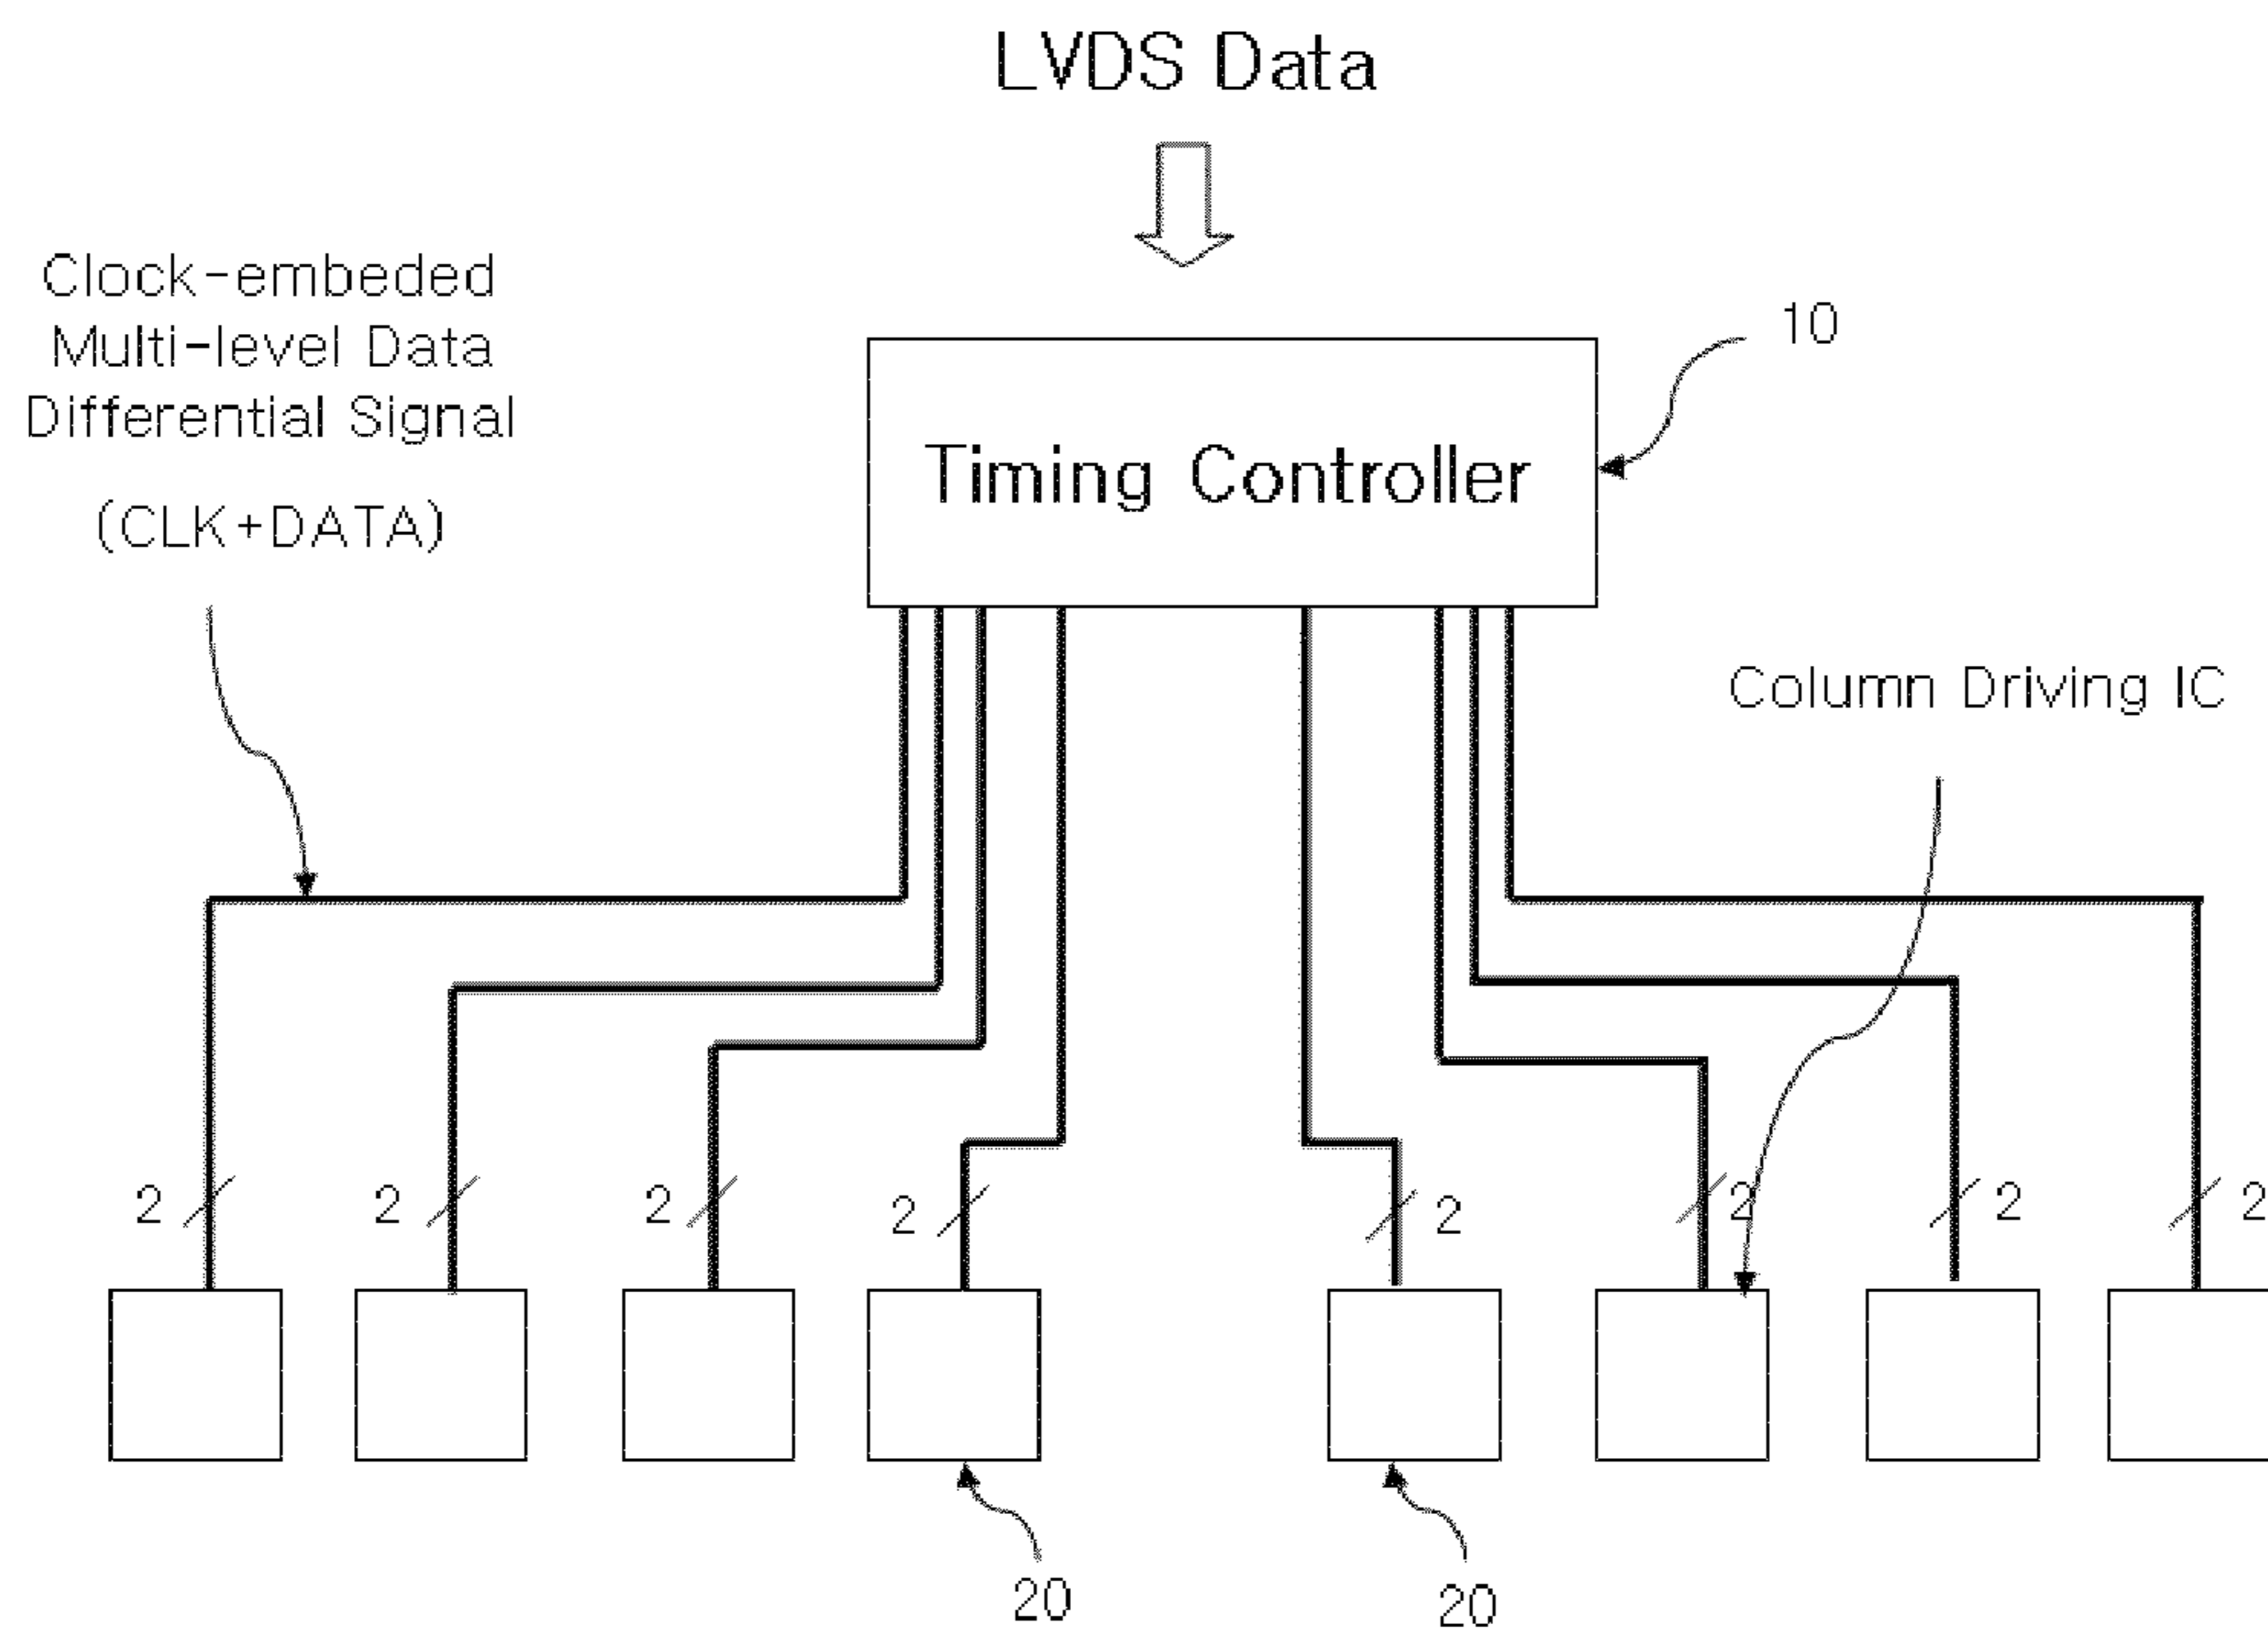 LVDS Data
Clock-embeded
Multi-level Data
Differential Signal
(CLK+DATA)
10
Timing Controller
Column Driving IC
2
2
2
2
2
2
2
2
20
20